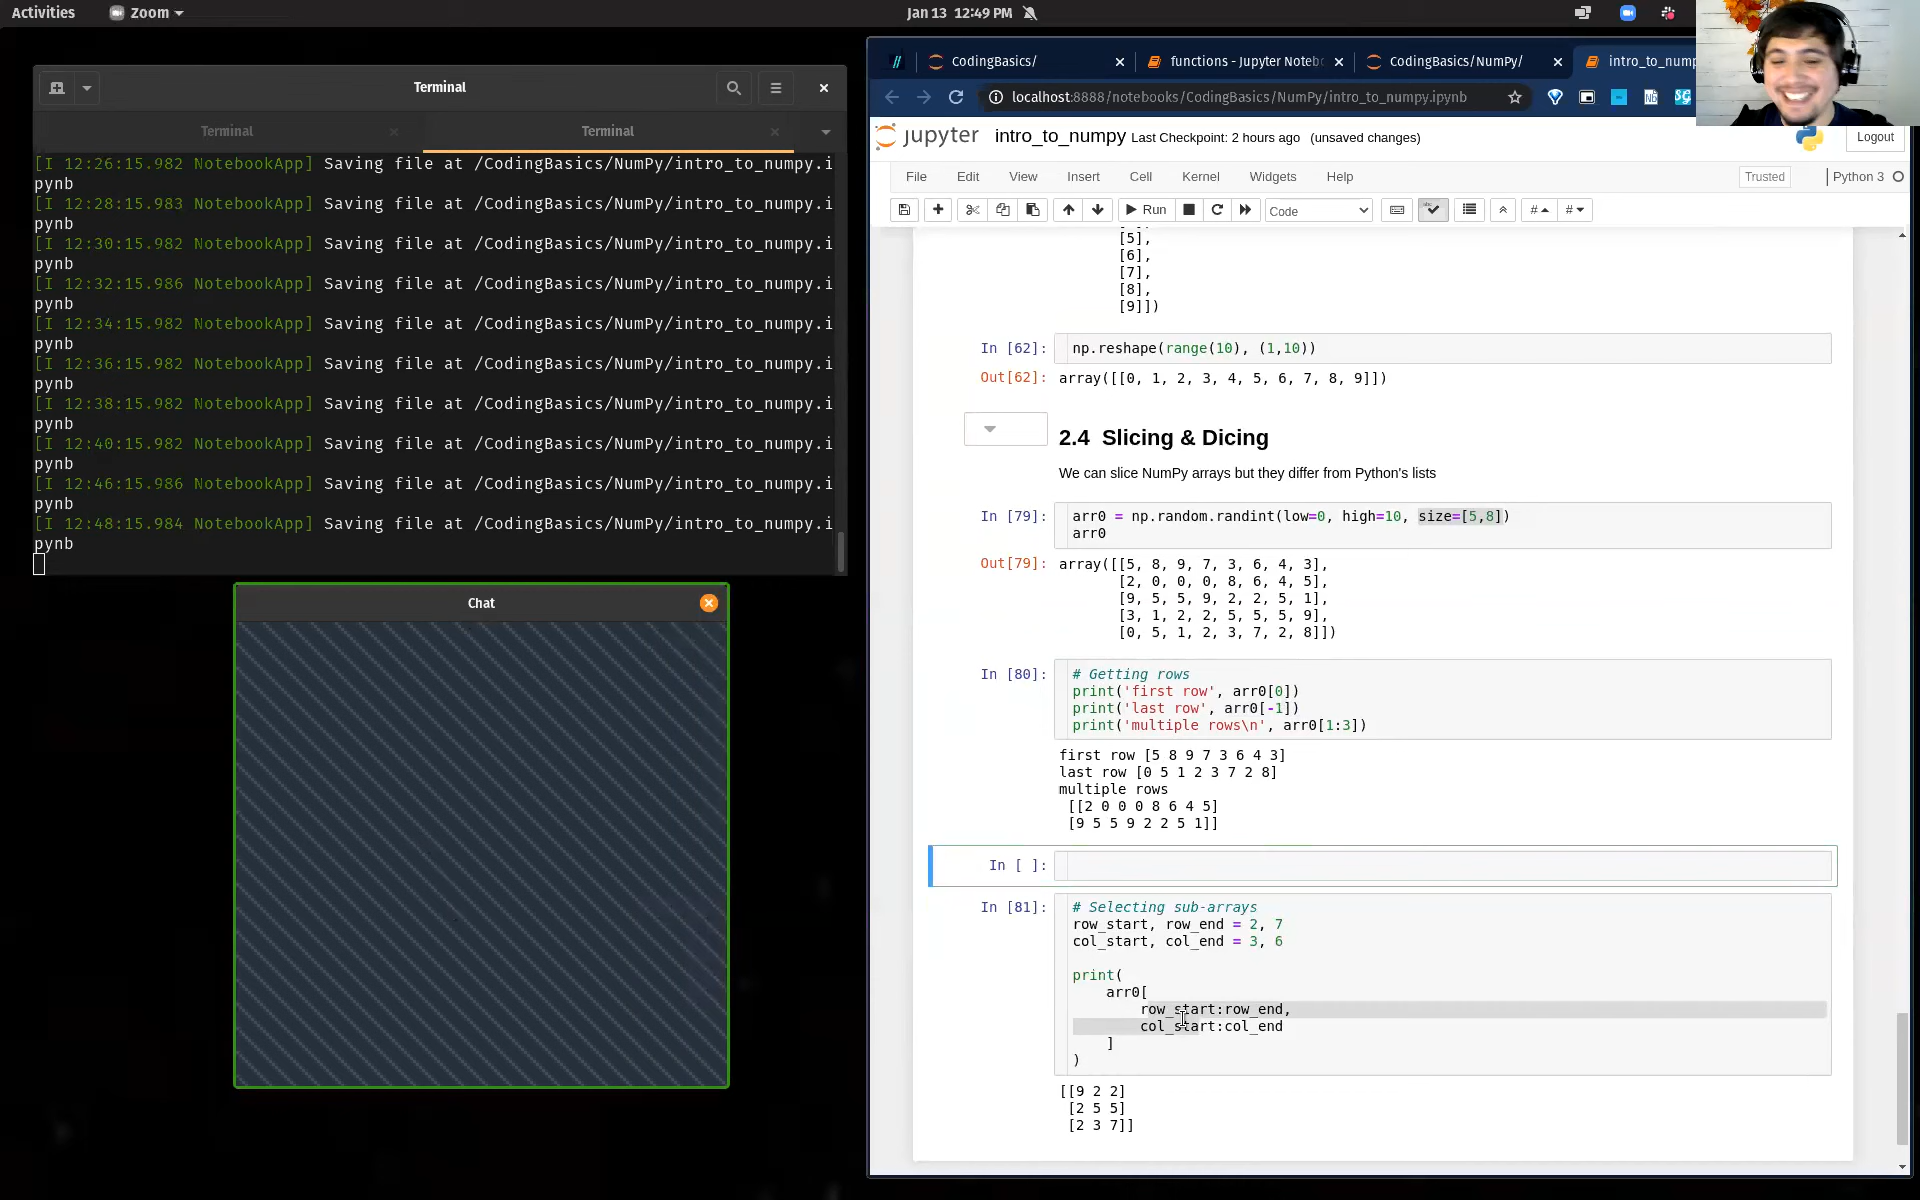 Activities
Zoom
Jan 13 12:49 PM
Terminal
Terminal
Terminal
[I 12:26:15.982 NotebookApp] Saving file at /CodingBasics/NumPy/intro_to_numpy.i
pynb
[I 12:28:15.983 NotebookApp] Saving file at /CodingBasics/NumPy/intro_to_numpy.i
pynb
[I 12:30:15.982 NotebookApp] Saving file at /CodingBasics/NumPy/intro_to_numpy.i
pynb
[I 12:32:15.986 NotebookApp] Saving file at /CodingBasics/NumPy/intro_to_numpy.i
pynb
[I 12:34:15.982 NotebookApp] Saving file at /CodingBasics/NumPy/intro_to_numpy.i
pynb
[I 12:36:15.982 NotebookApp] Saving file at /CodingBasics/NumPy/intro_to_numpy.i
pynb
[I 12:38:15.982 NotebookApp] Saving file at /CodingBasics/NumPy/intro_to_numpy.i
pynb
[I 12:40:15.982 NotebookApp] Saving file at /CodingBasics/NumPy/intro_to_numpy.i
pynb
[I 12:46:15.986 NotebookApp] Saving file at /CodingBasics/NumPy/intro_to_numpy.i
pynb
[I 12:48:15.984 NotebookApp] Saving file at /CodingBasics/NumPy/intro_to_numpy.i
pynb
Chat
CodingBasics/
functions - Jupyter Noteb
CodingBasics/NumPy/
intro_to_nump
localhost:8888/notebooks/CodingBasics/NumPy/intro_to_numpy.ipynb
jupyter intro_to_numpy Last Checkpoint: 2 hours ago (unsaved changes)
Logout
File Edit View Insert Cell Kernel Widgets Help
Trusted
Python 3
Run
Code
[5],
[6],
[7],
[8],
[9]])
In [62]: np.reshape(range(10), (1,10))
Out[62]: array([[0, 1, 2, 3, 4, 5, 6, 7, 8, 9]])
2.4 Slicing & Dicing
We can slice NumPy arrays but they differ from Python's lists
In [79]: arr0 = np.random.randint(low=0, high=10, size=[5,8])
arr0
Out[79]: array([[5, 8, 9, 7, 3, 6, 4, 3],
[2, 0, 0, 0, 8, 6, 4, 5],
[9, 5, 5, 9, 2, 2, 5, 1],
[3, 1, 2, 2, 5, 5, 5, 9],
[0, 5, 1, 2, 3, 7, 2, 8]])
In [80]: # Getting rows
print('first row', arr0[0])
print('last row', arr0[-1])
print('multiple rows\n', arr0[1:3])
first row [5 8 9 7 3 6 4 3]
last row [0 5 1 2 3 7 2 8]
multiple rows
[[2 0 0 0 8 6 4 5]
[9 5 5 9 2 2 5 1]]
In [ ]:
In [81]: # Selecting sub-arrays
row_start, row_end = 2, 7
col_start, col_end = 3, 6
print(
arr0[
row_start:row_end,
col_start:col_end
]
)
[[9 2 2]
[2 5 5]
[2 3 7]]